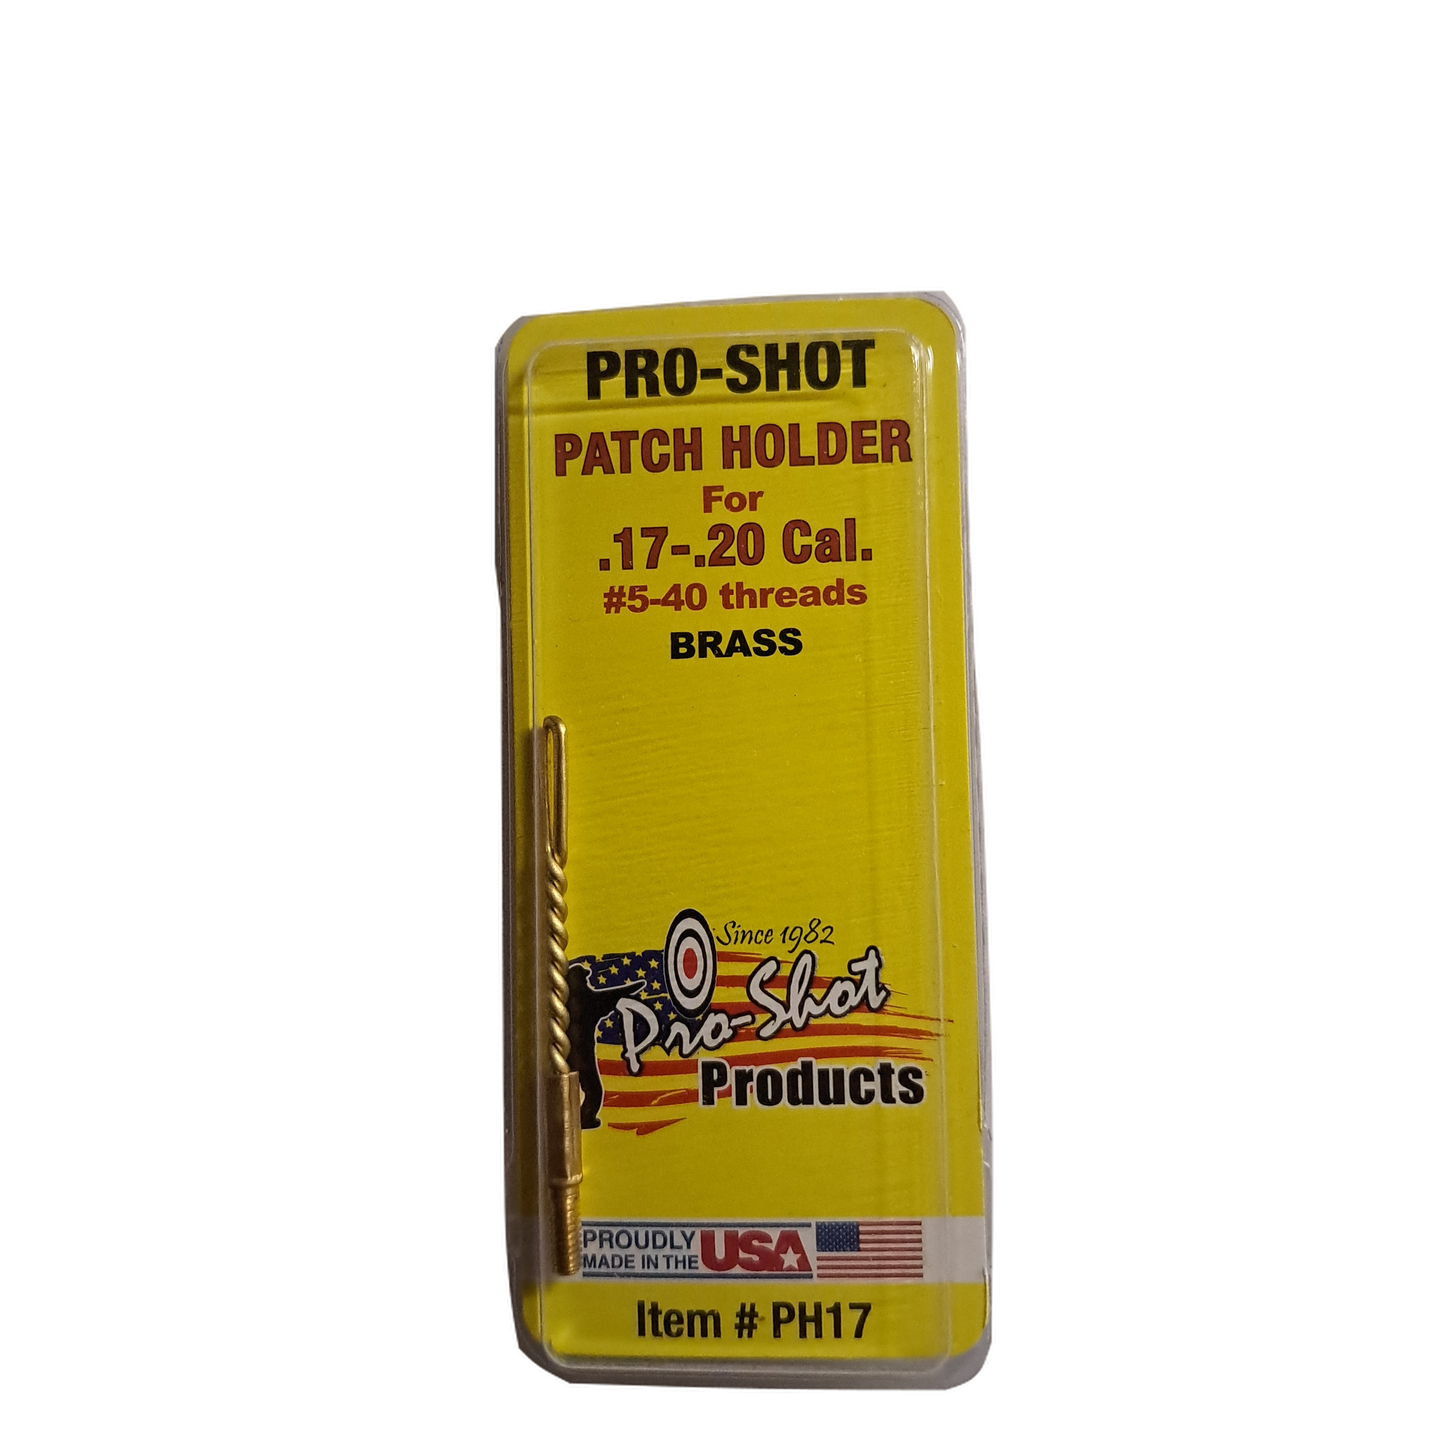 PRO-SHOT
PATCH HOLDER
For
.17-.20 Cal.
#5-40 threads
BRASS
Since 1982
Pro-Shot
Products
PROUDLY
MADE IN THE
USA
Item # PH17